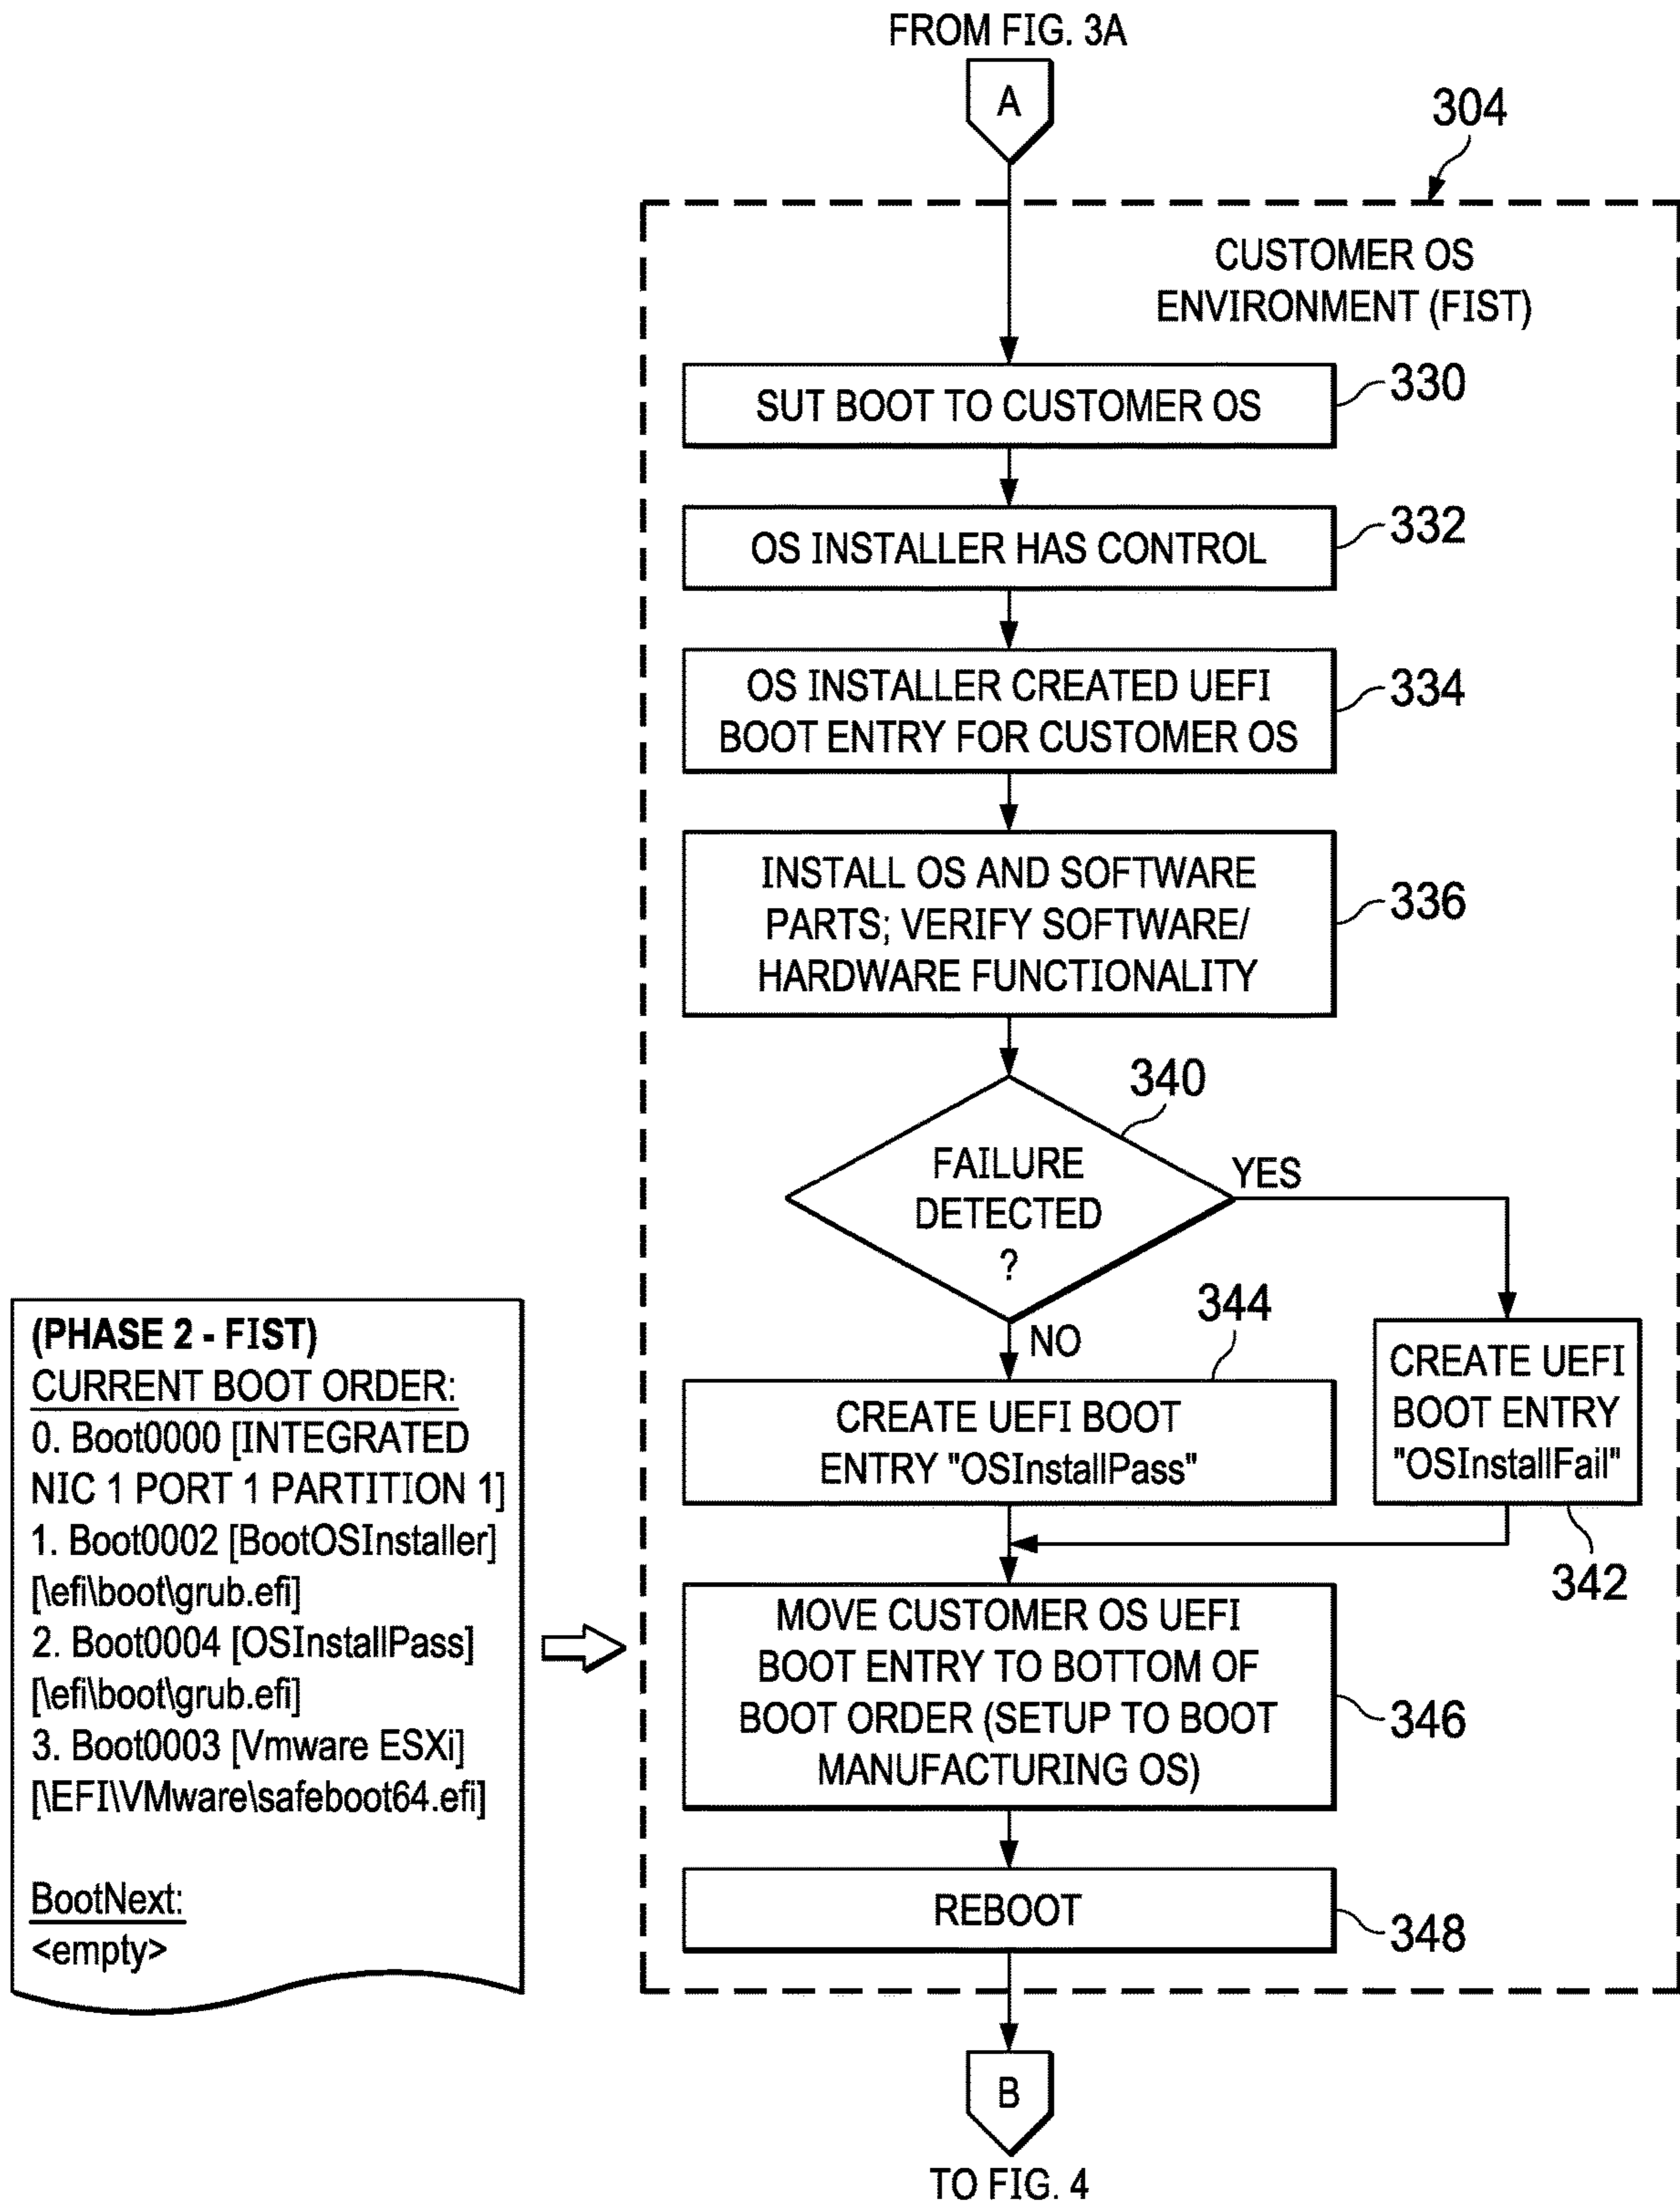 FROM FIG. 3A
A
304
CUSTOMER OS
ENVIRONMENT (FIST)
SUT BOOT TO CUSTOMER OS
330
OS INSTALLER HAS CONTROL
332
OS INSTALLER CREATED UEFI
BOOT ENTRY FOR CUSTOMER OS
334
INSTALL OS AND SOFTWARE
PARTS; VERIFY SOFTWARE/
HARDWARE FUNCTIONALITY
336
340
FAILURE
DETECTED
?
YES
NO
344
CREATE UEFI BOOT
ENTRY "OSInstallPass"
CREATE UEFI
BOOT ENTRY
"OSInstallFail"
342
MOVE CUSTOMER OS UEFI
BOOT ENTRY TO BOTTOM OF
BOOT ORDER (SETUP TO BOOT
MANUFACTURING OS)
346
REBOOT
348
B
TO FIG. 4
(PHASE 2 - FIST)
CURRENT BOOT ORDER:
0. Boot0000 [INTEGRATED
NIC 1 PORT 1 PARTITION 1]
1. Boot0002 [BootOSInstaller]
[\efi\boot\grub.efi]
2. Boot0004 [OSInstallPass]
[\efi\boot\grub.efi]
3. Boot0003 [Vmware ESXi]
[\EFI\VMware\safeboot64.efi]
BootNext:
<empty>